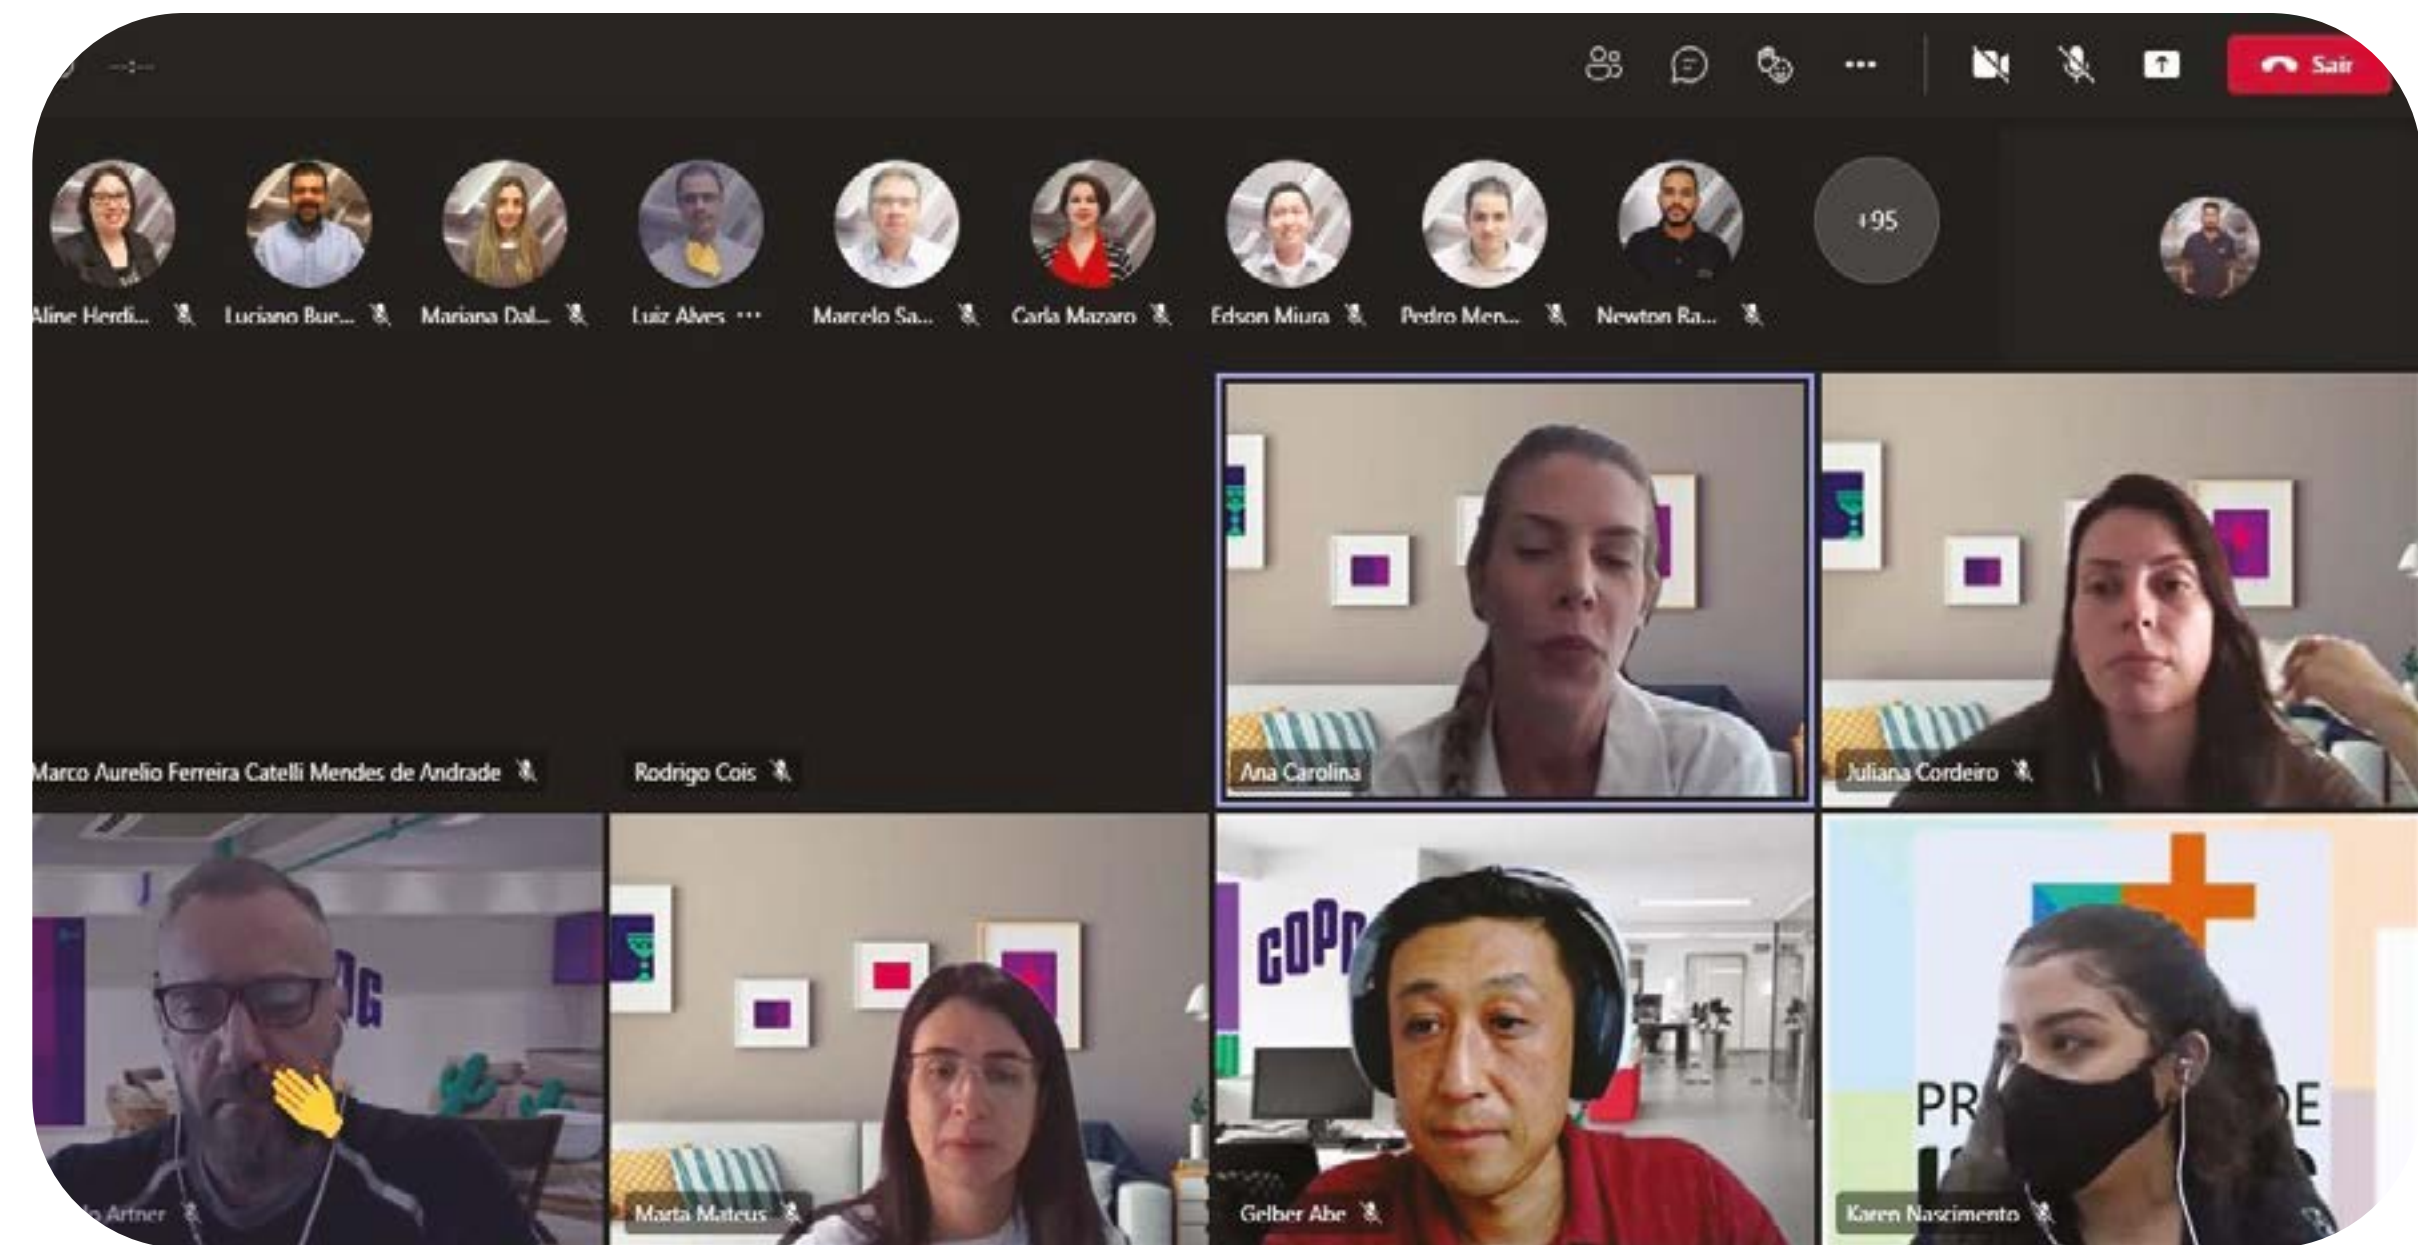 --:--
Sair
+95
Aline Herdi...
Luciano Bue...
Mariana Dal...
Luiz Alves
Marcelo Sa...
Carla Mazaro
Edson Miura
Pedro Men...
Newton Ra...
Marco Aurelio Ferreira Catelli Mendes de Andrade
Rodrigo Cois
Ana Carolina
Juliana Cordeiro
Artner
Marta Mateus
Gelber Abe
Karen Nascimento